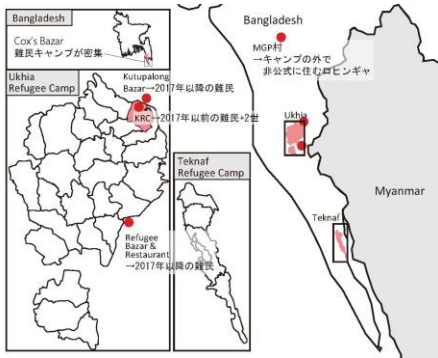 Bangladesh
Cox's Bazar
難民キャンプが密集
Ukhia
Refugee Camp
Kutupalong
Bazar→2017年以降の難民
KRC→2017年以前の難民+2世
Refugee
Bazar &
Restaurant
→2017年以降の難民
Teknaf
Refugee Camp
Bangladesh
MGP村
→キャンプの外で
非公式に住むロヒンギャ
Ukhia
Teknaf
Myanmar